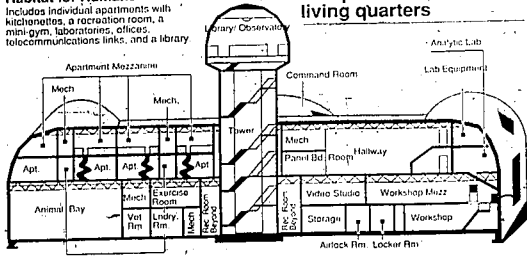 Includes individual apartments with
kitchenettes, a recreation room, a
mini-gym, laboratories, offices,
telecommunications links, and a library
living quarters
Library/Observatory
Analytic Lab
Apartment Mezzanine
Command Room
Lab Equipment
Mech
Mech.
Tower
Mech
Hallway
Panel Bd. Room
Apt.
Apt.
Apt.
Apt
Animal Bay
Mech
Exercise
Room
Vet
Rm
Lndry.
Rm.
Mech
Rec. Room
Beyond
Rec. Room
Beyond
Video Studio
Workshop Mezz
Storage
Workshop
Airlock Rm.
Locker Rm